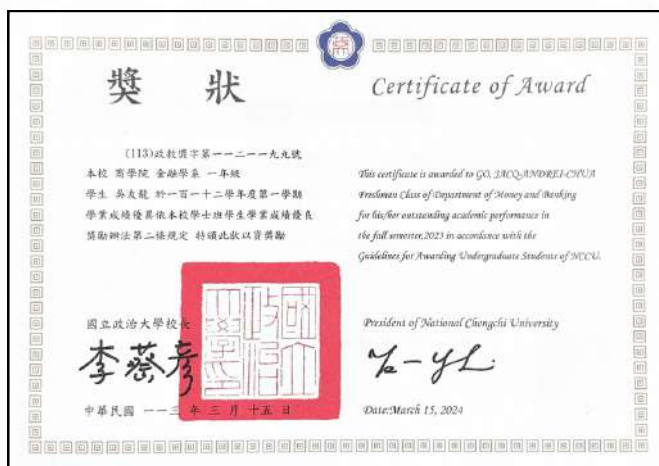 獎狀
(113)政教獎字第一一二一一九九號
本校 商學院 金融學系 一年級
學生 吳友龍 於一百一十二學年度第一學期
學業成績優異依本校學士班學生學業成績優良
獎勵辦法第二條規定 特頒此狀以資獎勵
國立政治大學校長
李蔡彥
中華民國 一一三 年 三 月 十五 日
國立政治大學印
Certificate of Award
This certificate is awarded to GO, JACQ-ANDREI-CHUA
Freshman Class of Department of Money and Banking
for his/her outstanding academic performance in
the fall semester,2023 in accordance with the
Guidelines for Awarding Undergraduate Students of NCCU.
President of National Chengchi University
Date:March 15, 2024